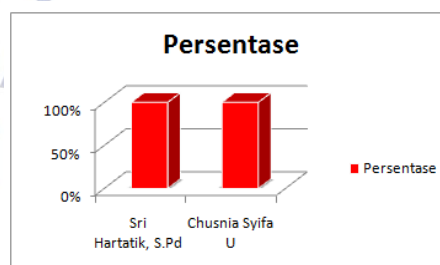 Persentase
100%
50%
0%
Sri
Hartatik, S.Pd
Chusnia Syifa
U
Persentase